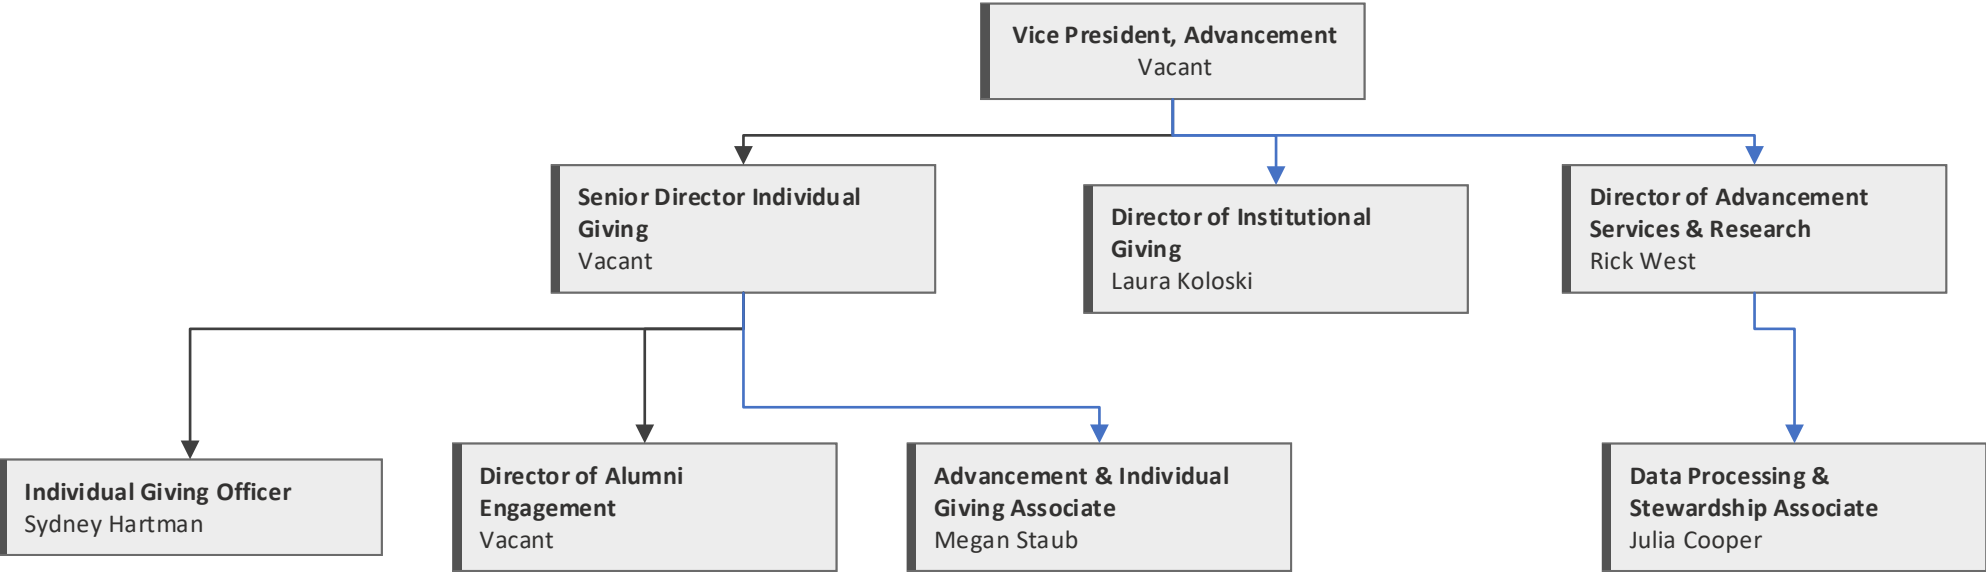 Vice President, Advancement
Vacant
Senior Director Individual
Giving
Vacant
Director of Institutional
Giving
Laura Koloski
Director of Advancement
Services & Research
Rick West
Individual Giving Officer
Sydney Hartman
Director of Alumni
Engagement
Vacant
Advancement & Individual
Giving Associate
Megan Staub
Data Processing &
Stewardship Associate
Julia Cooper